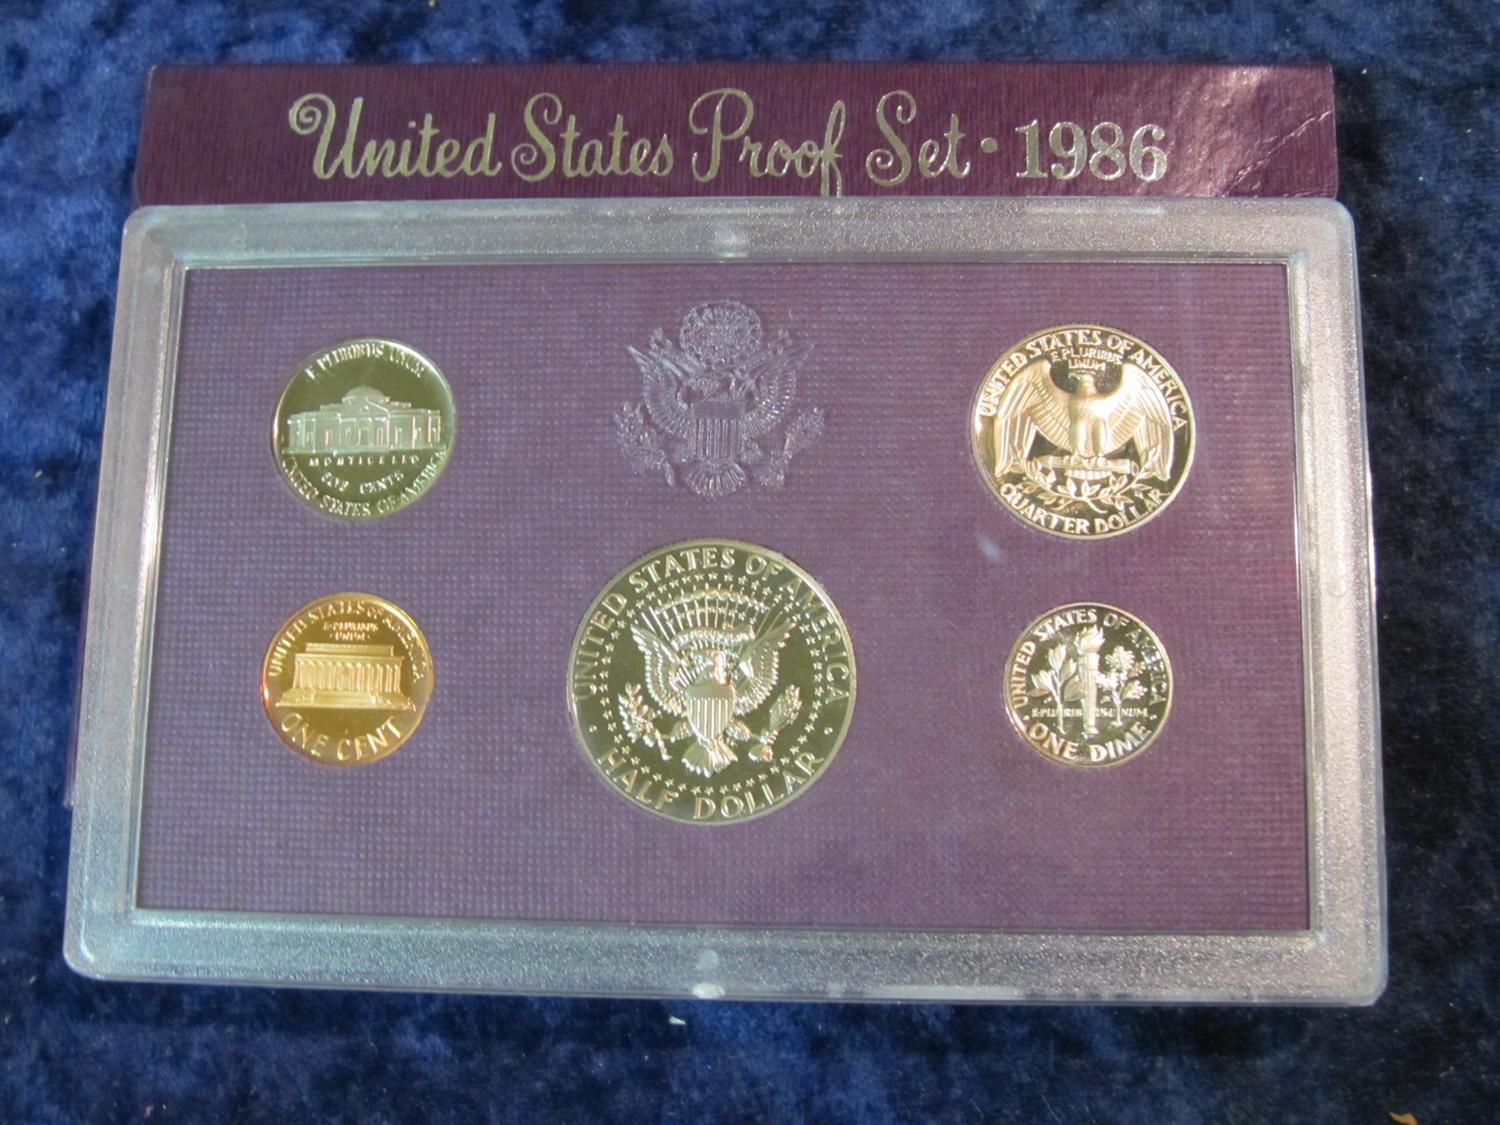 United States Proof Set · 1986
E PLURIBUS UNUM
MONTICELLO
FIVE CENTS
UNITED STATES OF AMERICA
UNITED STATES OF AMERICA
E PLURIBUS
UNUM
QUARTER DOLLAR
UNITED STATES OF AMERICA
E·PLURIBUS
·UNUM·
ONE CENT
UNITED STATES OF AMERICA
HALF DOLLAR
UNITED STATES OF AMERICA
E·PLURIBUS·UNUM
ONE DIME